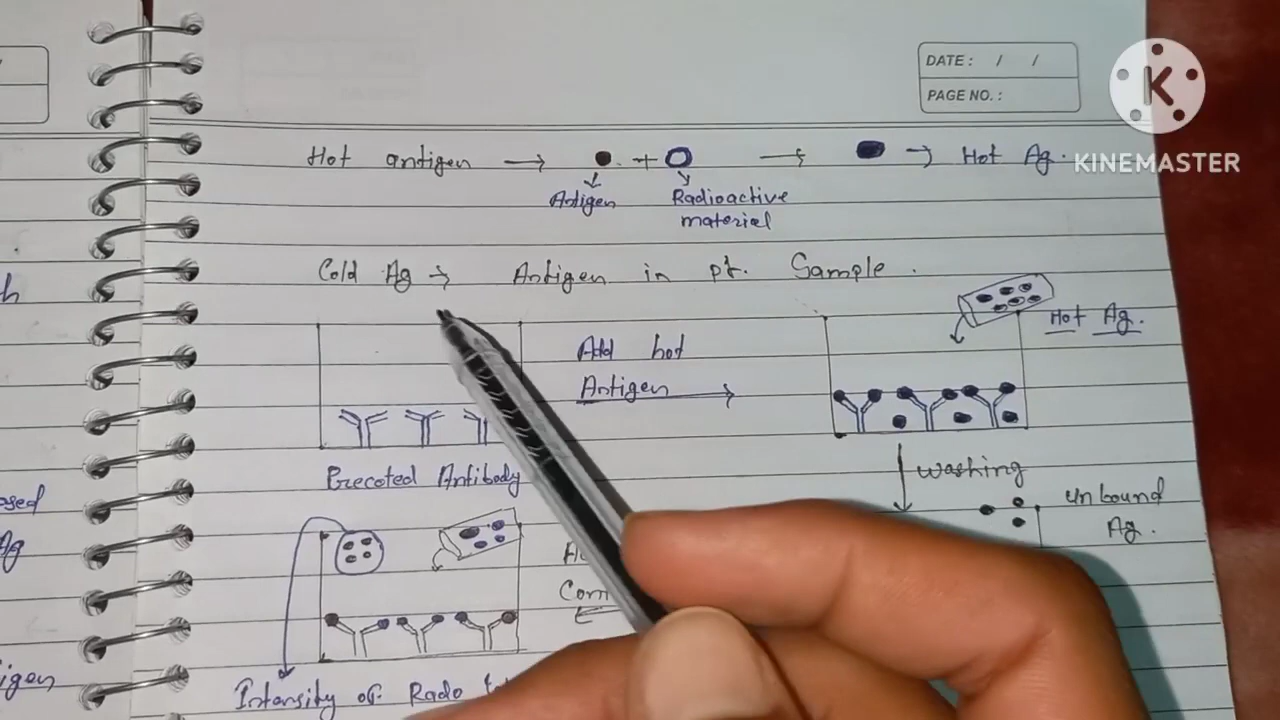 DATE: / /
PAGE NO.:
KINEMASTER
Hot antigen → + → → Hot Ag.
Antigen
Radioactive
material
Cold Ag → Antigen in pt. Sample.
Hot Ag.
Add hot
Antigen →
Precoted Antibody
Washing
unbound
Ag.
Intensity of Rado